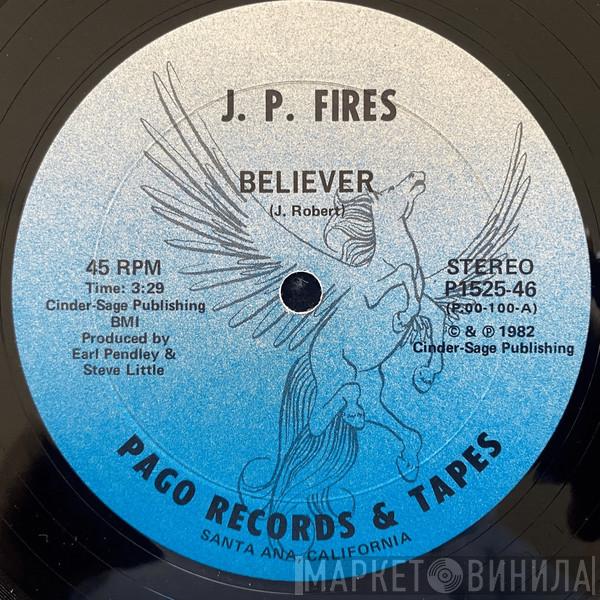 J. P. FIRES
BELIEVER
(J. Robert)
45 RPM
Time: 3:29
Cinder-Sage Publishing
BMI
Produced by
Earl Pendley &
Steve Little
STEREO
P1525-46
(P.00-100-A)
© & ℗ 1982
Cinder-Sage Publishing
PAGO RECORDS & TAPES
SANTA ANA, CALIFORNIA
МАРКЕТ ВИНИЛА